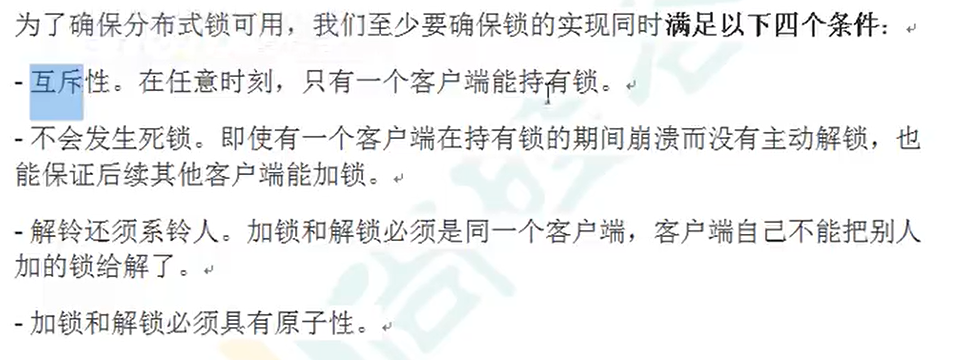 为了确保分布式锁可用，我们至少要确保锁的实现同时满足以下四个条件：
- 互斥性。在任意时刻，只有一个客户端能持有锁。
- 不会发生死锁。即使有一个客户端在持有锁的期间崩溃而没有主动解锁，也
能保证后续其他客户端能加锁。
- 解铃还须系铃人。加锁和解锁必须是同一个客户端，客户端自己不能把别人
加的锁给解了。
- 加锁和解锁必须具有原子性。